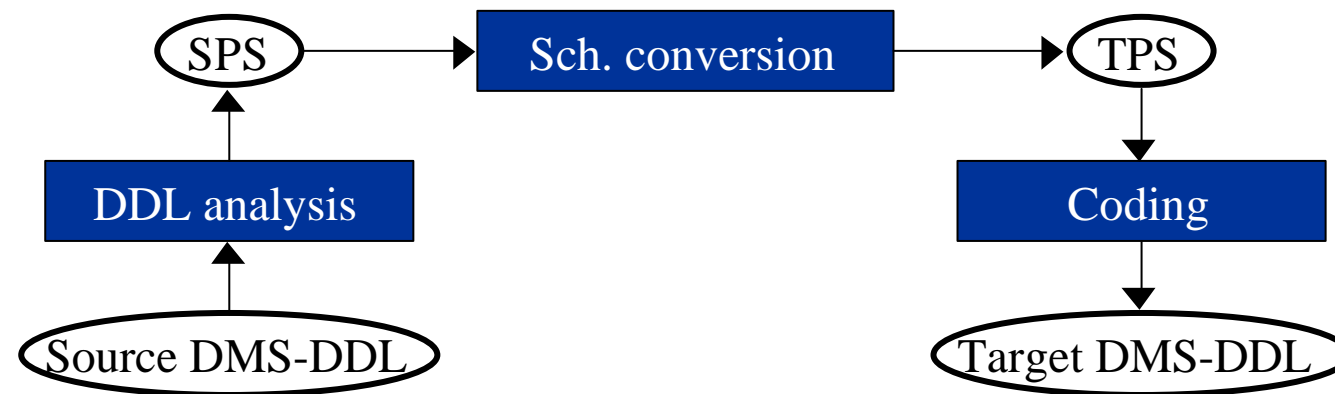 SPS
Sch. conversion
TPS
DDL analysis
Coding
Source DMS-DDL
Target DMS-DDL